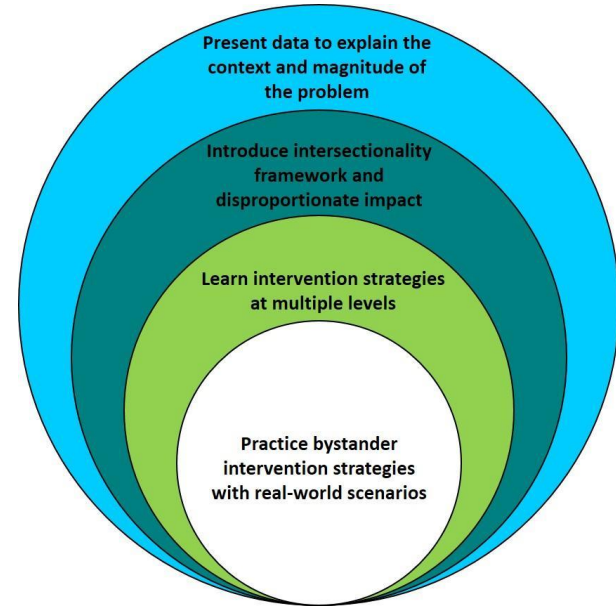 Present data to explain the
context and magnitude of
the problem
Introduce intersectionality
framework and
disproportionate impact
Learn intervention strategies
at multiple levels
Practice bystander
intervention strategies
with real-world scenarios